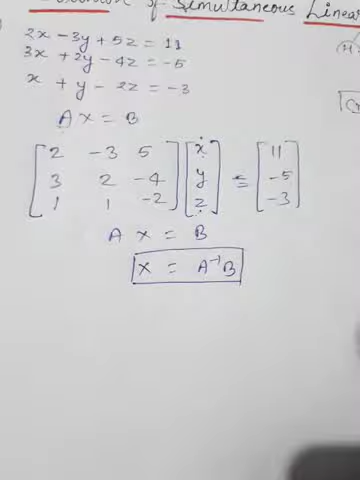 of Simultaneous Linear
2x - 3y + 5z = 11
3x + 2y - 4z = -5
x + y - 2z = -3
A X = B
[2 -3 5] [x] = [11]
[3 2 -4] [y] [-5]
[1 1 -2] [z] [-3]
A X = B
X = A⁻¹B